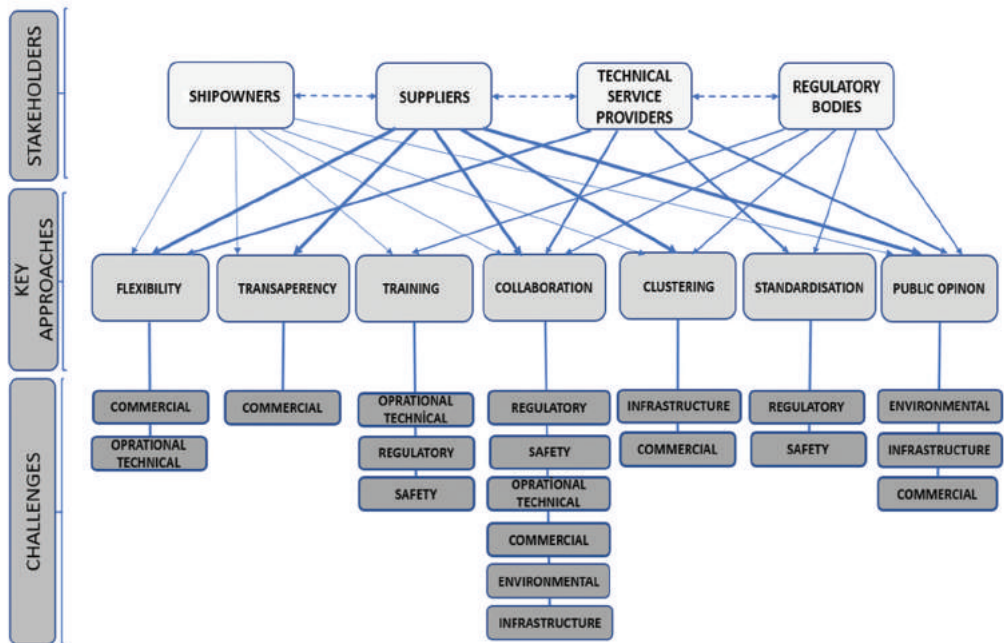 STAKEHOLDERS
SHIPOWNERS
SUPPLIERS
TECHNICAL
SERVICE
PROVIDERS
REGULATORY
BODIES
KEY
APPROACHES
FLEXIBILITY
TRANSAPERENCY
TRAINING
COLLABORATION
CLUSTERING
STANDARDISATION
PUBLIC OPINON
CHALLENGES
COMMERCIAL
OPRATIONAL
TECHNICAL
COMMERCIAL
OPRATIONAL
TECHNİCAL
REGULATORY
SAFETY
REGULATORY
SAFETY
OPRATIONAL
TECHNICAL
COMMERCIAL
ENVIRONMENTAL
INFRASTRUCTURE
INFRASTRUCTURE
COMMERCIAL
REGULATORY
SAFETY
ENVIRONMENTAL
INFRASTRUCTURE
COMMERCIAL